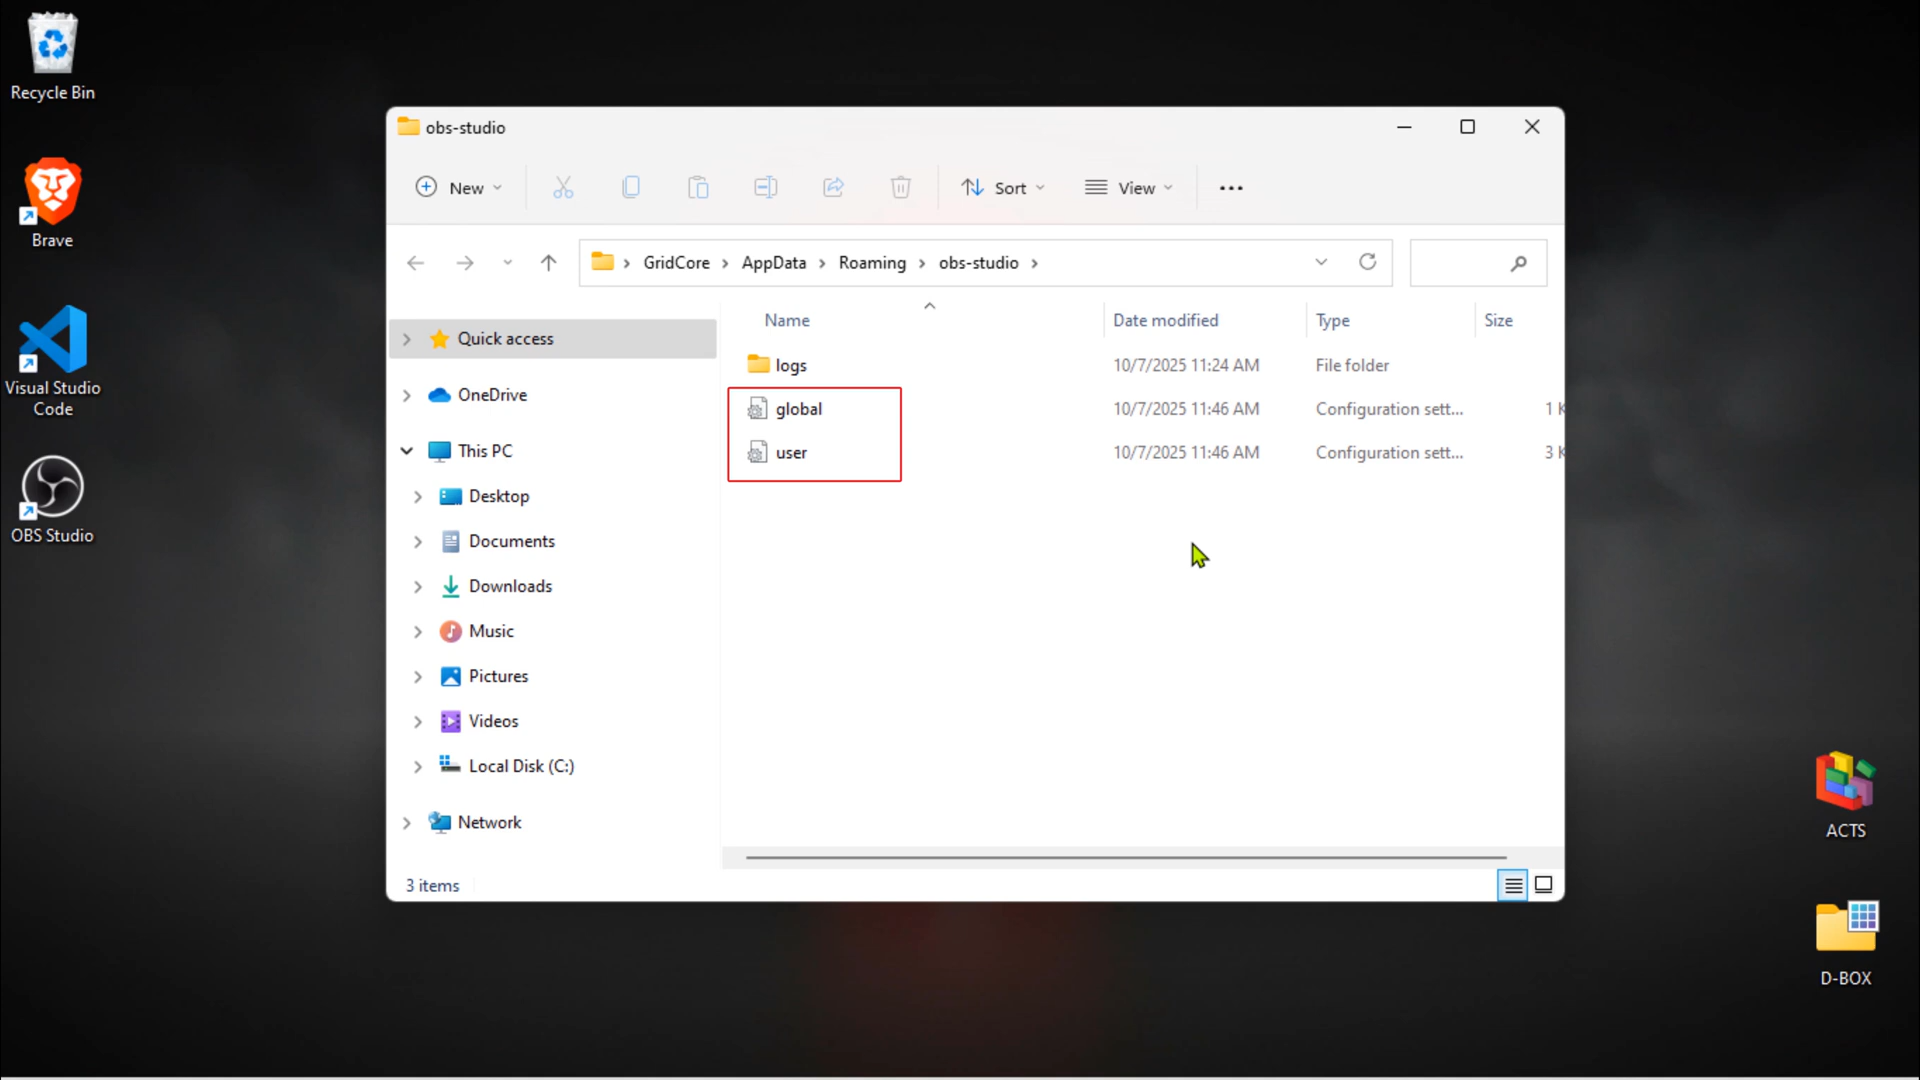 Recycle Bin
Brave
Visual Studio
Code
OBS Studio
obs-studio
New
Sort
View
GridCore
AppData
Roaming
obs-studio
Quick access
OneDrive
This PC
Desktop
Documents
Downloads
Music
Pictures
Videos
Local Disk (C:)
Network
Name
Date modified
Type
Size
logs
10/7/2025 11:24 AM
File folder
global
10/7/2025 11:46 AM
Configuration sett...
1 K
user
10/7/2025 11:46 AM
Configuration sett...
3 K
3 items
ACTS
D-BOX